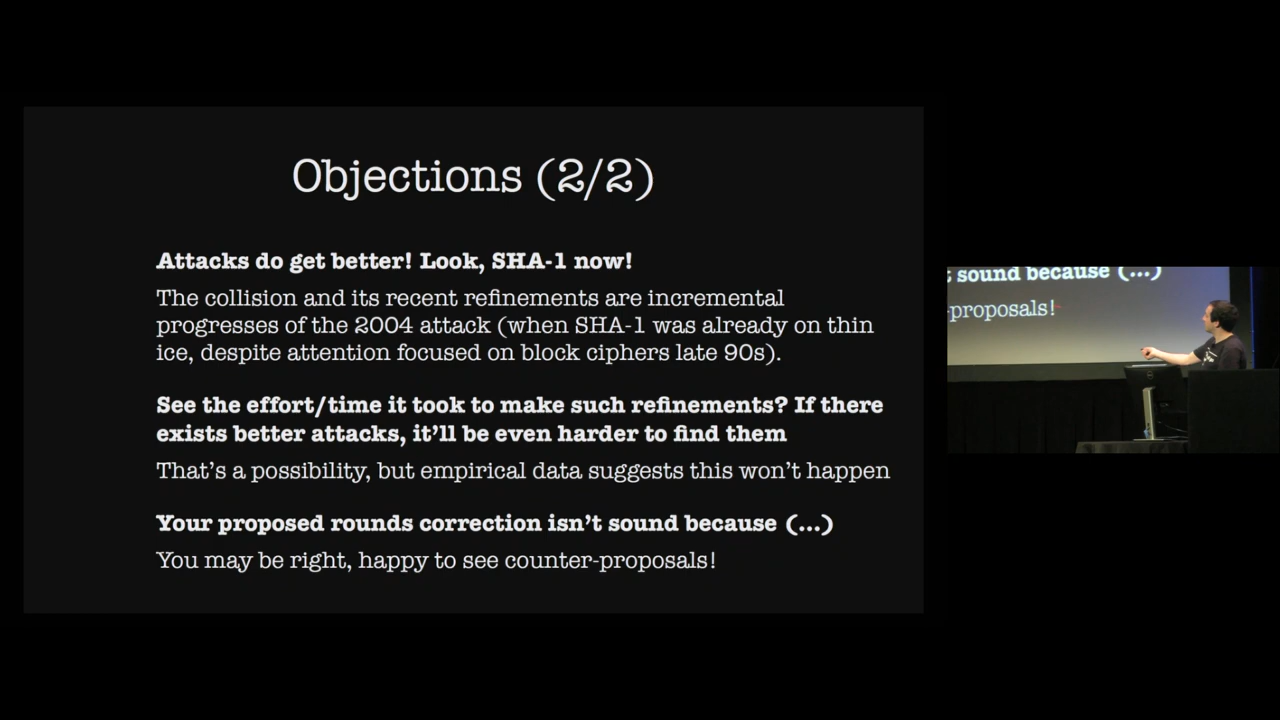 Objections (2/2)
Attacks do get better! Look, SHA-1 now!
The collision and its recent refinements are incremental
progresses of the 2004 attack (when SHA-1 was already on thin
ice, despite attention focused on block ciphers late 90s).
See the effort/time it took to make such refinements? If there
exists better attacks, it’ll be even harder to find them
That’s a possibility, but empirical data suggests this won’t happen
Your proposed rounds correction isn’t sound because (...)
You may be right, happy to see counter-proposals!
t sound because (...)
-proposals!